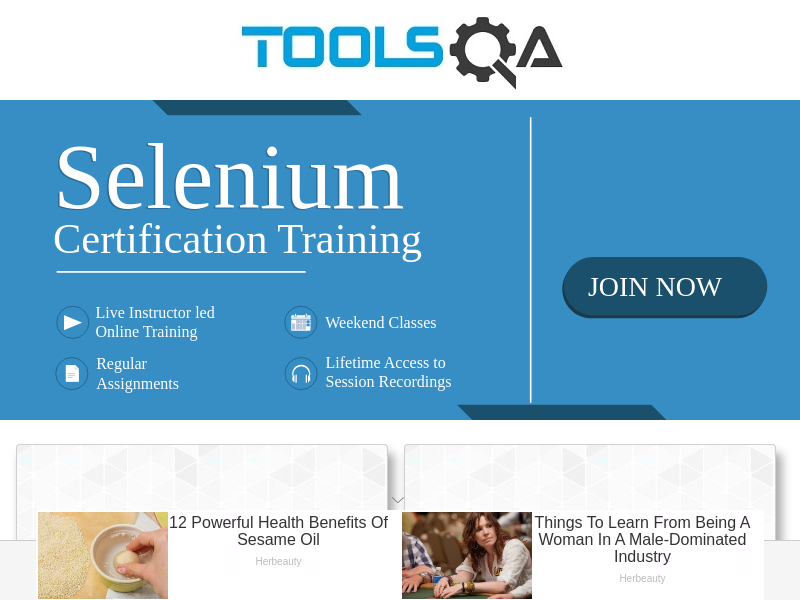 TOOLSQA
Selenium
Certification Training
Live Instructor led
Online Training
Weekend Classes
Regular
Assignments
Lifetime Access to
Session Recordings
JOIN NOW
12 Powerful Health Benefits Of
Sesame Oil
Herbeauty
Things To Learn From Being A
Woman In A Male-Dominated
Industry
Herbeauty